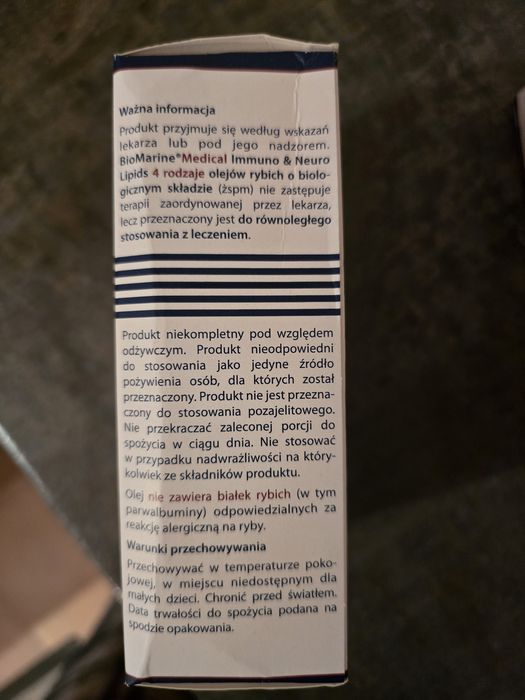 Ważna informacja
Produkt przyjmuje się według wskazań
lekarza lub pod jego nadzorem.
BioMarine®Medical Immuno & Neuro
Lipids 4 rodzaje olejów rybich o biolo-
gicznym składzie (żspm) nie zastępuje
terapii zaordynowanej przez lekarza,
lecz przeznaczony jest do równoległego
stosowania z leczeniem.
Produkt niekompletny pod względem
odżywczym. Produkt nieodpowiedni
do stosowania jako jedyne źródło
pożywienia osób, dla których został
przeznaczony. Produkt nie jest przezna-
czony do stosowania pozajelitowego.
Nie przekraczać zaleconej porcji do
spożycia w ciągu dnia. Nie stosować
w przypadku nadwrażliwości na który-
kolwiek ze składników produktu.
Olej nie zawiera białek rybich (w tym
parwalbuminy) odpowiedzialnych za
reakcję alergiczną na ryby.
Warunki przechowywania
Przechowywać w temperaturze poko-
jowej, w miejscu niedostępnym dla
małych dzieci. Chronić przed światłem.
Data trwałości do spożycia podana na
spodzie opakowania.